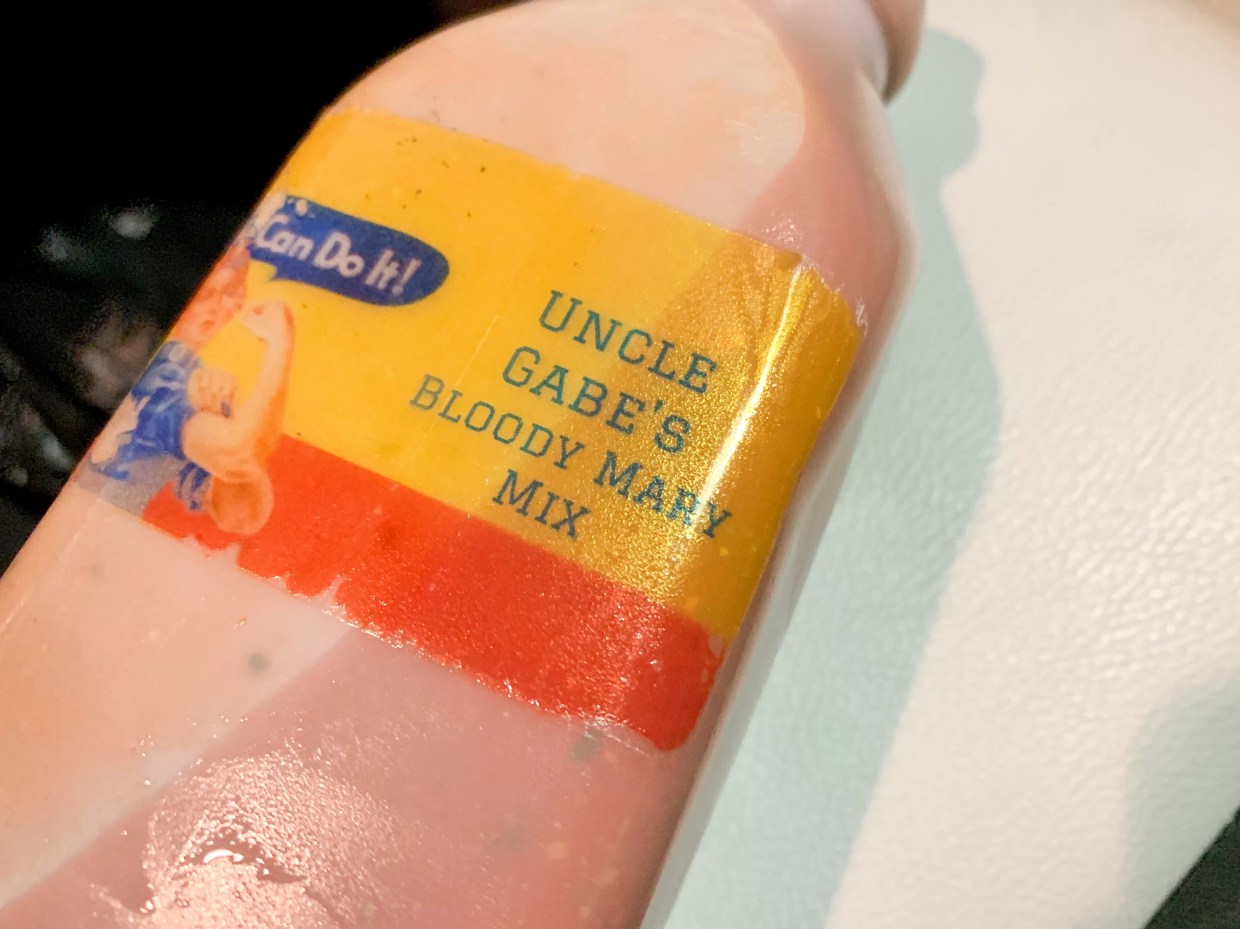 Can Do It!
UNCLE
GABE'S
BLOODY MARY
MIX